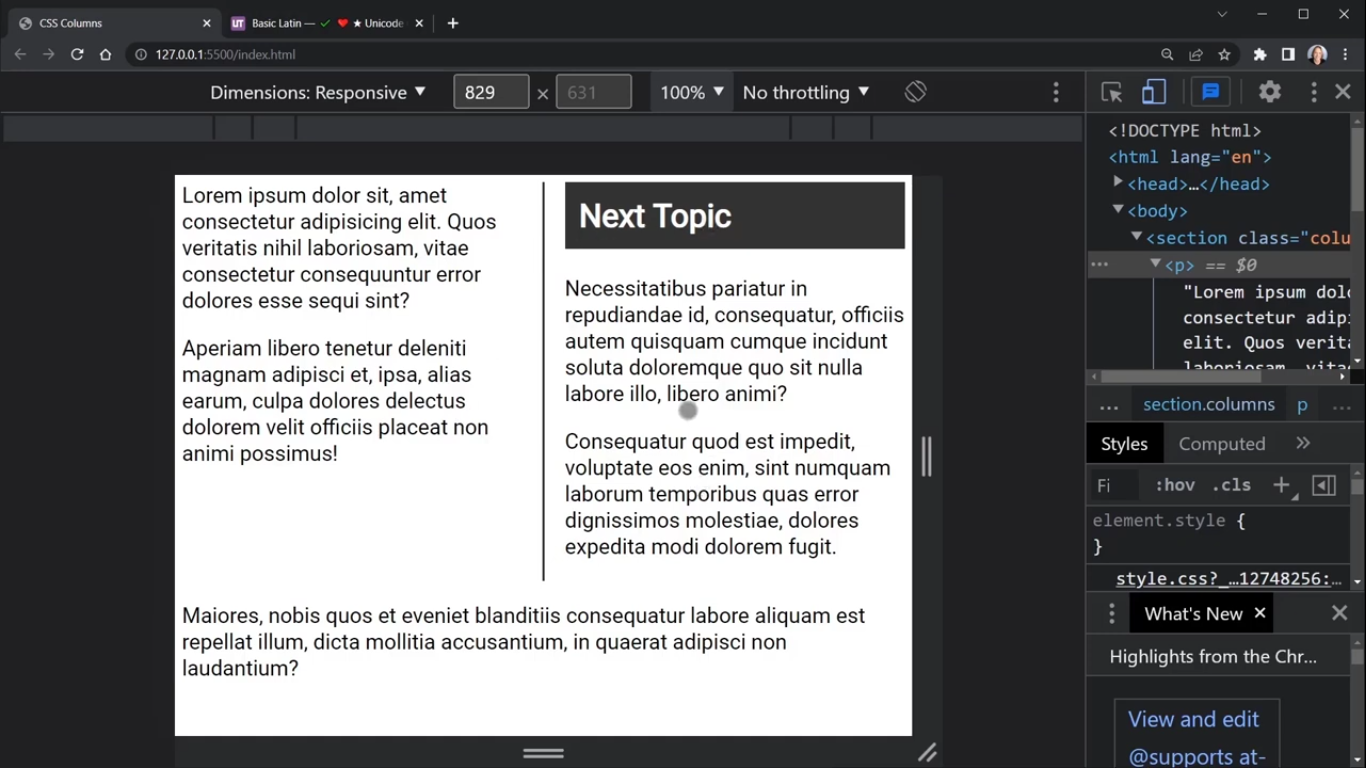 CSS Columns
UT Basic Latin — ✓ ♥ ★ Unicode
127.0.0.1:5500/index.html
Dimensions: Responsive ▼ 829 × 631 100% ▼ No throttling ▼
Lorem ipsum dolor sit, amet
consectetur adipisicing elit. Quos
veritatis nihil laboriosam, vitae
consectetur consequuntur error
dolores esse sequi sint?
Aperiam libero tenetur deleniti
magnam adipisci et, ipsa, alias
earum, culpa dolores delectus
dolorem velit officiis placeat non
animi possimus!
Next Topic
Necessitatibus pariatur in
repudiandae id, consequatur, officiis
autem quisquam cumque incidunt
soluta doloremque quo sit nulla
labore illo, libero animi?
Consequatur quod est impedit,
voluptate eos enim, sint numquam
laborum temporibus quas error
dignissimos molestiae, dolores
expedita modi dolorem fugit.
Maiores, nobis quos et eveniet blanditiis consequatur labore aliquam est
repellat illum, dicta mollitia accusantium, in quaerat adipisci non
laudantium?
<!DOCTYPE html>
<html lang="en">
<head>…</head>
<body>
<section class="colu
<p> == $0
"Lorem ipsum dolo
consectetur adipi
elit. Quos verita
laboriosam, vitae
... section.columns p ...
Styles Computed »
Fi :hov .cls +
element.style {
}
style.css?_…12748256:…
What's New ×
Highlights from the Chr...
View and edit
@supports at-